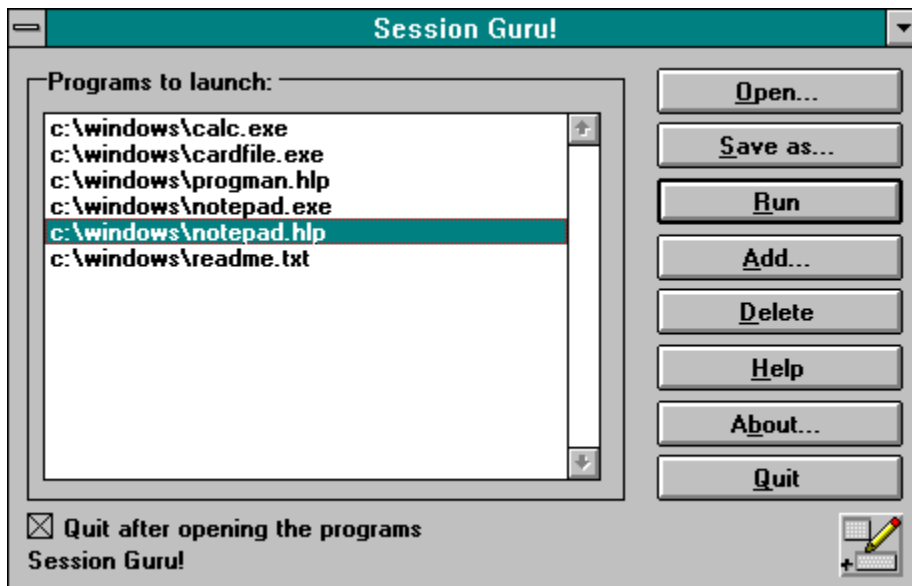 Session Guru!
Programs to launch:
c:\windows\calc.exe
c:\windows\cardfile.exe
c:\windows\progman.hlp
c:\windows\notepad.exe
c:\windows\notepad.hlp
c:\windows\readme.txt
Open...
Save as...
Run
Add...
Delete
Help
About...
Quit
Quit after opening the programs
Session Guru!